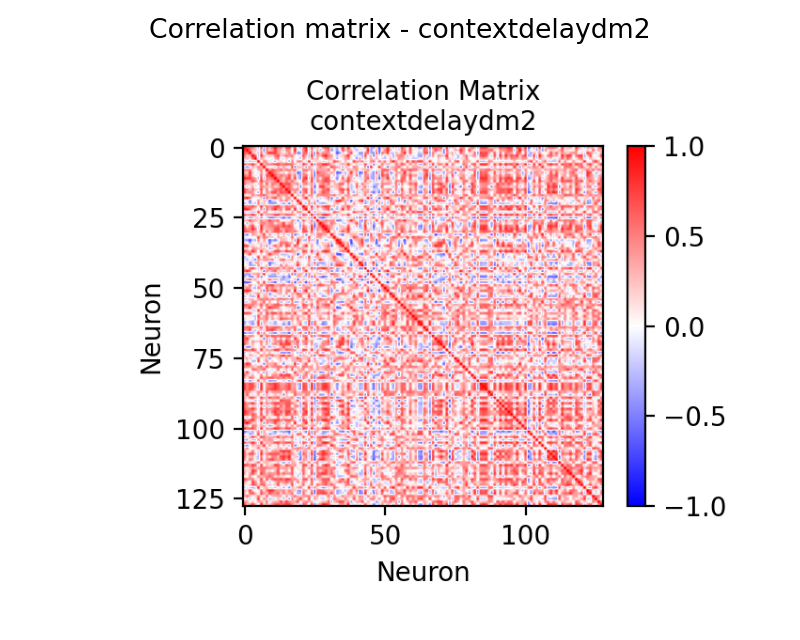 Correlation matrix - contextdelaydm2
Correlation Matrix
contextdelaydm2
0
25
50
75
100
125
Neuron
0
50
100
Neuron
1.0
0.5
0.0
−0.5
−1.0